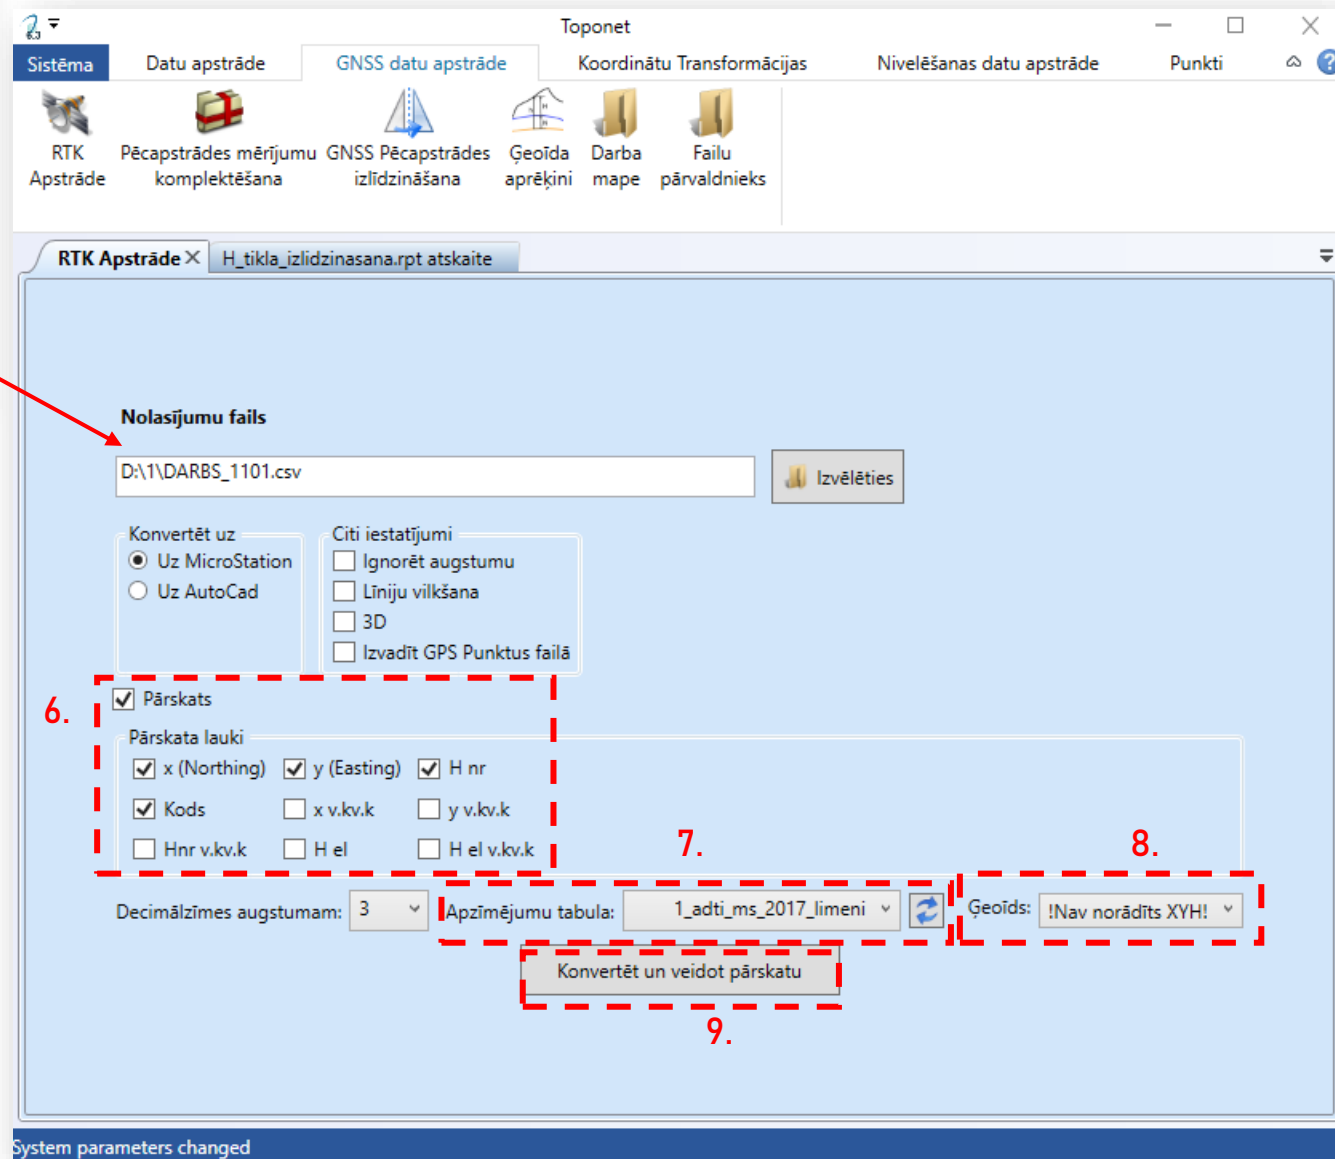 Toponet
Sistēma Datu apstrāde GNSS datu apstrāde Koordinātu Transformācijas Nivelēšanas datu apstrāde Punkti
RTK Apstrāde
Pēcapstrādes mērījumu komplektēšana
GNSS Pēcapstrādes izlīdzināšana
Ģeoīda aprēķini
Darba mape
Failu pārvaldnieks
RTK Apstrāde H_tikla_izlidzinasana.rpt atskaite
Nolasījumu fails
D:\1\DARBS_1101.csv Izvēlēties
Konvertēt uz
Uz MicroStation
Uz AutoCad
Citi iestatījumi
Ignorēt augstumu
Līniju vilkšana
3D
Izvadīt GPS Punktus failā
6. Pārskats
Pārskata lauki
x (Northing) y (Easting) H nr
Kods x v.kv.k y v.kv.k
Hnr v.kv.k H el H el v.kv.k
7. 8.
Decimālzīmes augstumam: 3 Apzīmējumu tabula: 1_adti_ms_2017_limeni Ģeoīds: !Nav norādīts XYH!
Konvertēt un veidot pārskatu
9.
System parameters changed